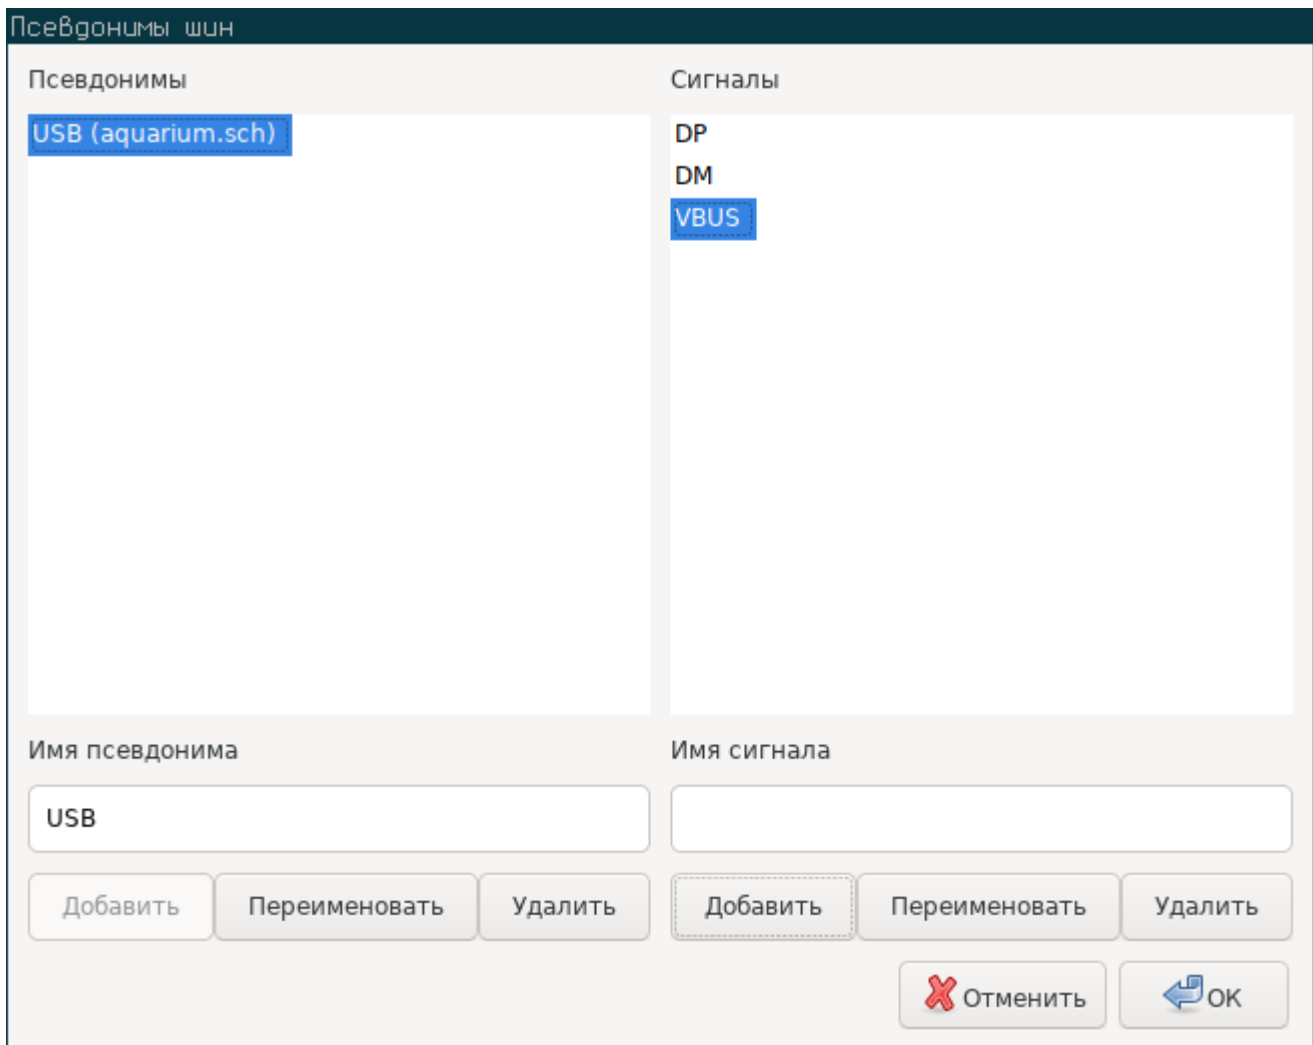 Псевдонимы шин
Псевдонимы
Сигналы
USB (aquarium.sch)
DP
DM
VBUS
Имя псевдонима
Имя сигнала
USB
Добавить Переименовать Удалить
Добавить Переименовать Удалить
Отменить OK